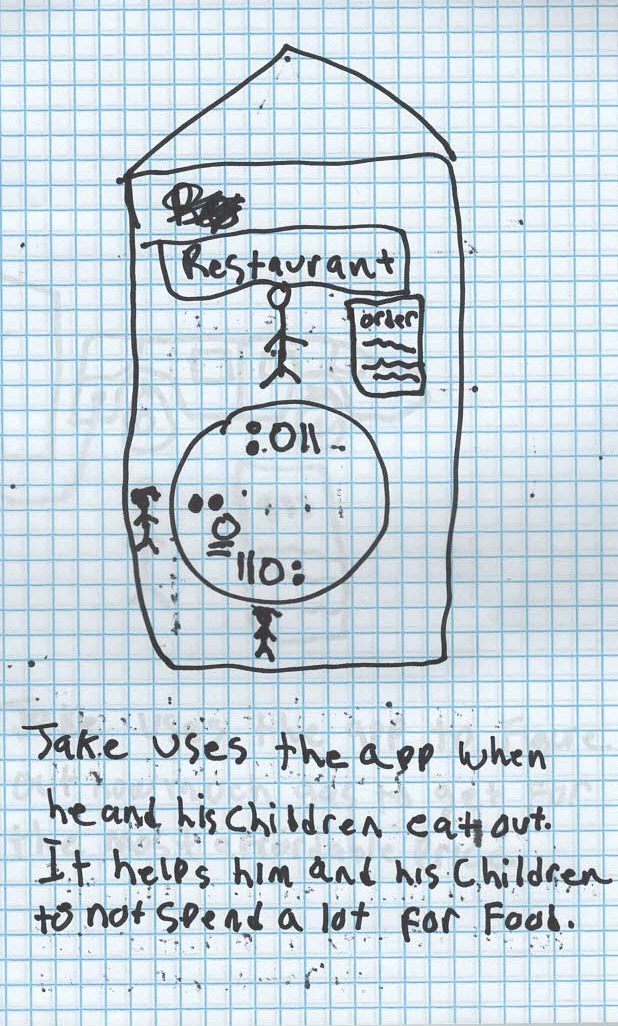 Restaurant
order
Jake uses the app when
he and his children eat out.
It helps him and his children
to not spend a lot for Food.